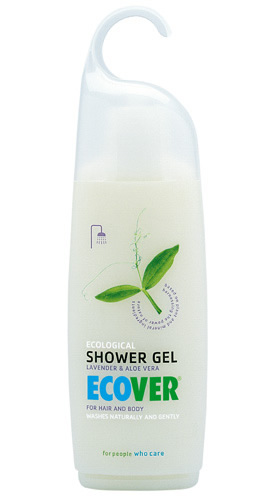 ECOLOGICAL
SHOWER GEL
LAVENDER & ALOE VERA
ECOVER®
FOR HAIR AND BODY
WASHES NATURALLY AND GENTLY
for people who care